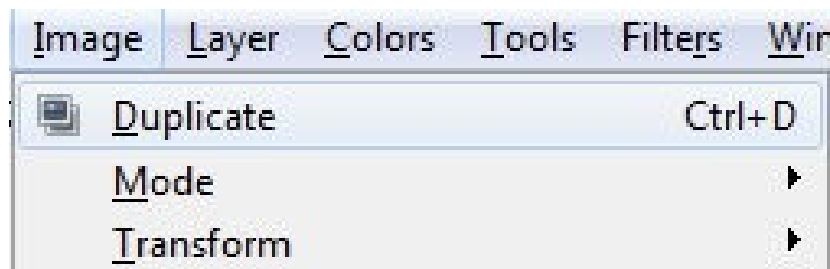 Image Layer Colors Tools Filters
Duplicate Ctrl+D
Mode
Transform